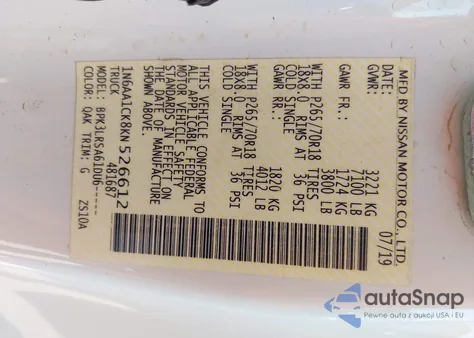 MFD BY NISSAN MOTOR CO., LTD.
07/19
GVWR: 3221 KG
7100 LB
GAWR FR: 1724 KG
3800 LB
WITH P265/70R18 TIRES
18X8.0 RIMS AT 36 PSI
COLD SINGLE
GAWR RR: 1820 KG
4012 LB
WITH P265/70R18 TIRES
18X8.0 RIMS AT 36 PSI
COLD SINGLE
THIS VEHICLE CONFORMS TO
ALL APPLICABLE FEDERAL
MOTOR VEHICLE SAFETY
STANDARDS IN EFFECT ON
THE DATE OF MANUFACTURE
SHOWN ABOVE.
1N6AA1CK8KN526612
TRUCK 481687
BPK3LRSA61DU6-----
COLOR: QAK TRIM: G ZS10A
autoSnap
Pewne auta z aukcji USA i EU